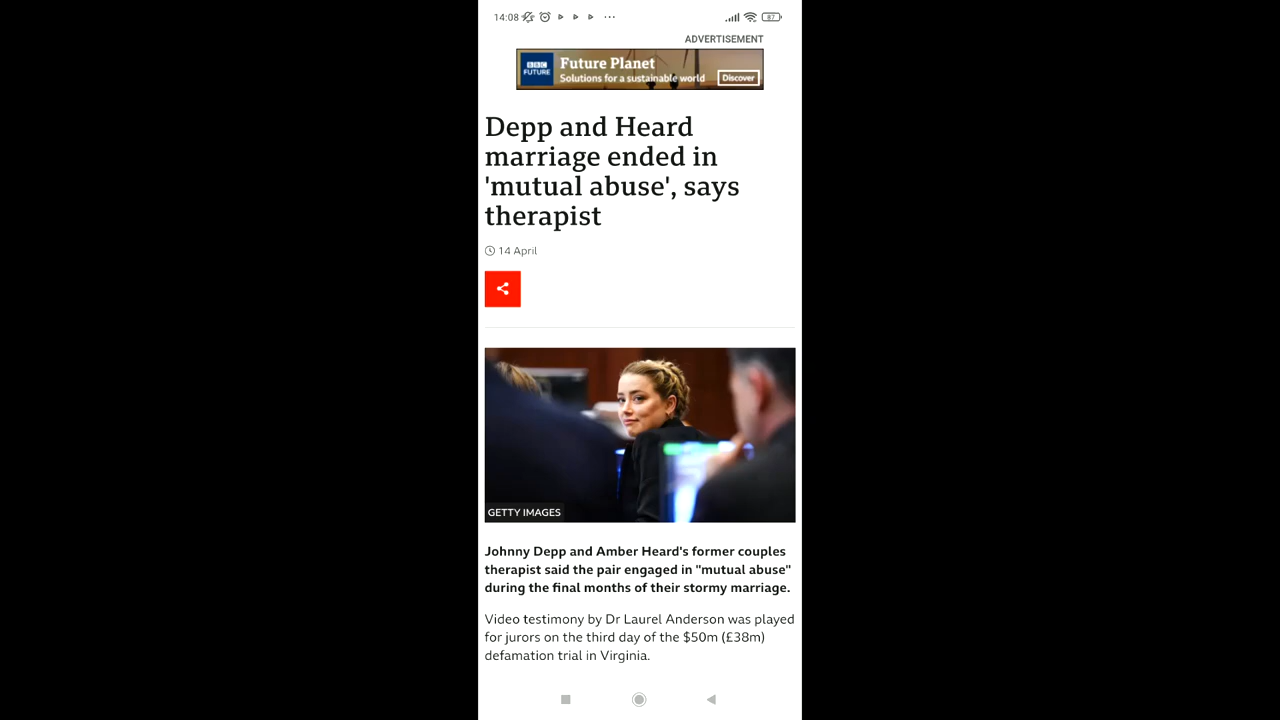 14:08
87
ADVERTISEMENT
BBC
FUTURE
Future Planet
Solutions for a sustainable world
Discover
Depp and Heard
marriage ended in
'mutual abuse', says
therapist
14 April
GETTY IMAGES
Johnny Depp and Amber Heard's former couples
therapist said the pair engaged in "mutual abuse"
during the final months of their stormy marriage.
Video testimony by Dr Laurel Anderson was played
for jurors on the third day of the $50m (£38m)
defamation trial in Virginia.